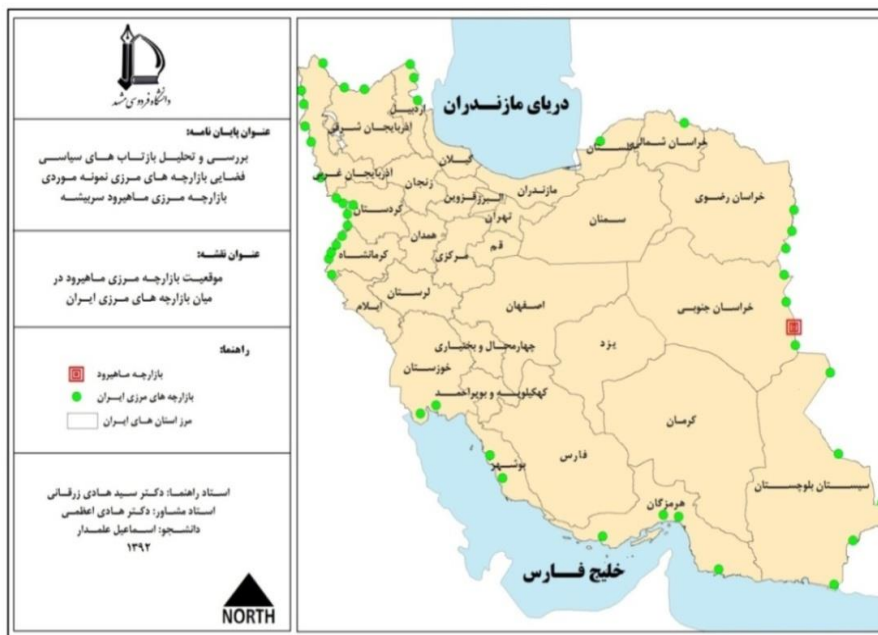 دانشگاه فردوسی مشهد
عنوان پایان نامه:
بررسی و تحلیل بازتاب های سیاسی
فضایی بازارچه های مرزی نمونه موردی
بازارچه مرزی ماهیرود سربیشه
عنوان نقشه:
موقعیت بازارچه مرزی ماهیرود در
میان بازارچه های مرزی ایران
راهنما:
بازارچه ماهیرود
بازارچه های مرزی ایران
مرز استان های ایران
استاد راهنما: دکتر سید هادی زرقانی
استاد مشاور: دکتر هادی اعظمی
دانشجو: اسماعیل علمدار
۱۳۹۲
NORTH
دریای مازندران
اردبیل
آذربایجان شرقی
گیلان
آذربایجان غربی
زنجان
خراسان شمالی
خراسان رضوی
مازندران
البرز
قزوین
کردستان
تهران
سمنان
همدان
قم
مرکزی
کرمانشاه
لرستان
ایلام
اصفهان
خراسان جنوبی
چهارمحال و بختیاری
یزد
خوزستان
کهگیلویه و بویراحمد
کرمان
فارس
بوشهر
سیستان بلوچستان
هرمزگان
خلیج فارس